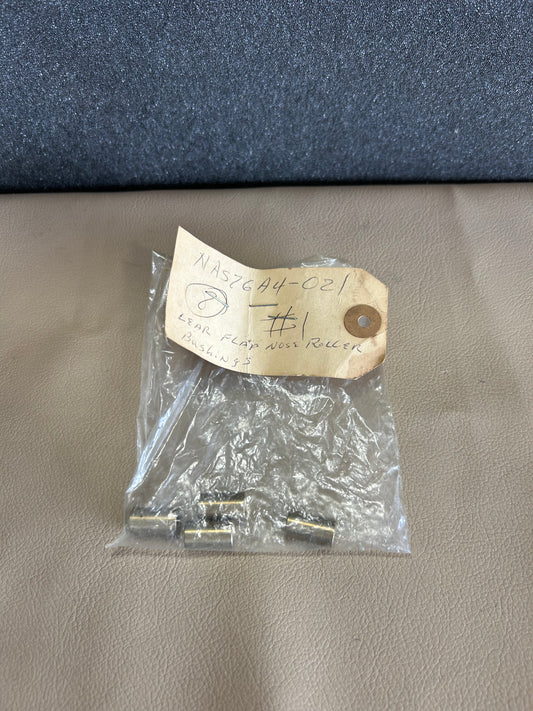 NAS76A4-021
8 #1
LEAR FLAP NOSE ROLLER
BUSHINGS